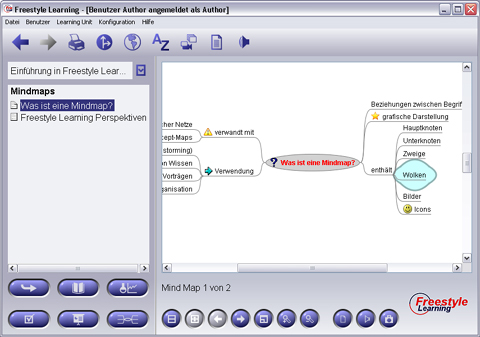 Freestyle Learning - [Benutzer Author angemeldet als Author]
Datei Benutzer Learning Unit Konfiguration Hilfe
Einführung in Freestyle Lear...
Mindmaps
Was ist eine Mindmap?
Freestyle Learning Perspektiven
cher Netze
cept-Maps
storming)
on Wissen
Vorträgen
ganisation
verwandt mit
Verwendung
Was ist eine Mindmap?
Beziehungen zwischen Begrif
grafische Darstellung
enthält
Hauptknoten
Unterknoten
Zweige
Wolken
Bilder
Icons
Mind Map 1 von 2
Freestyle
Learning